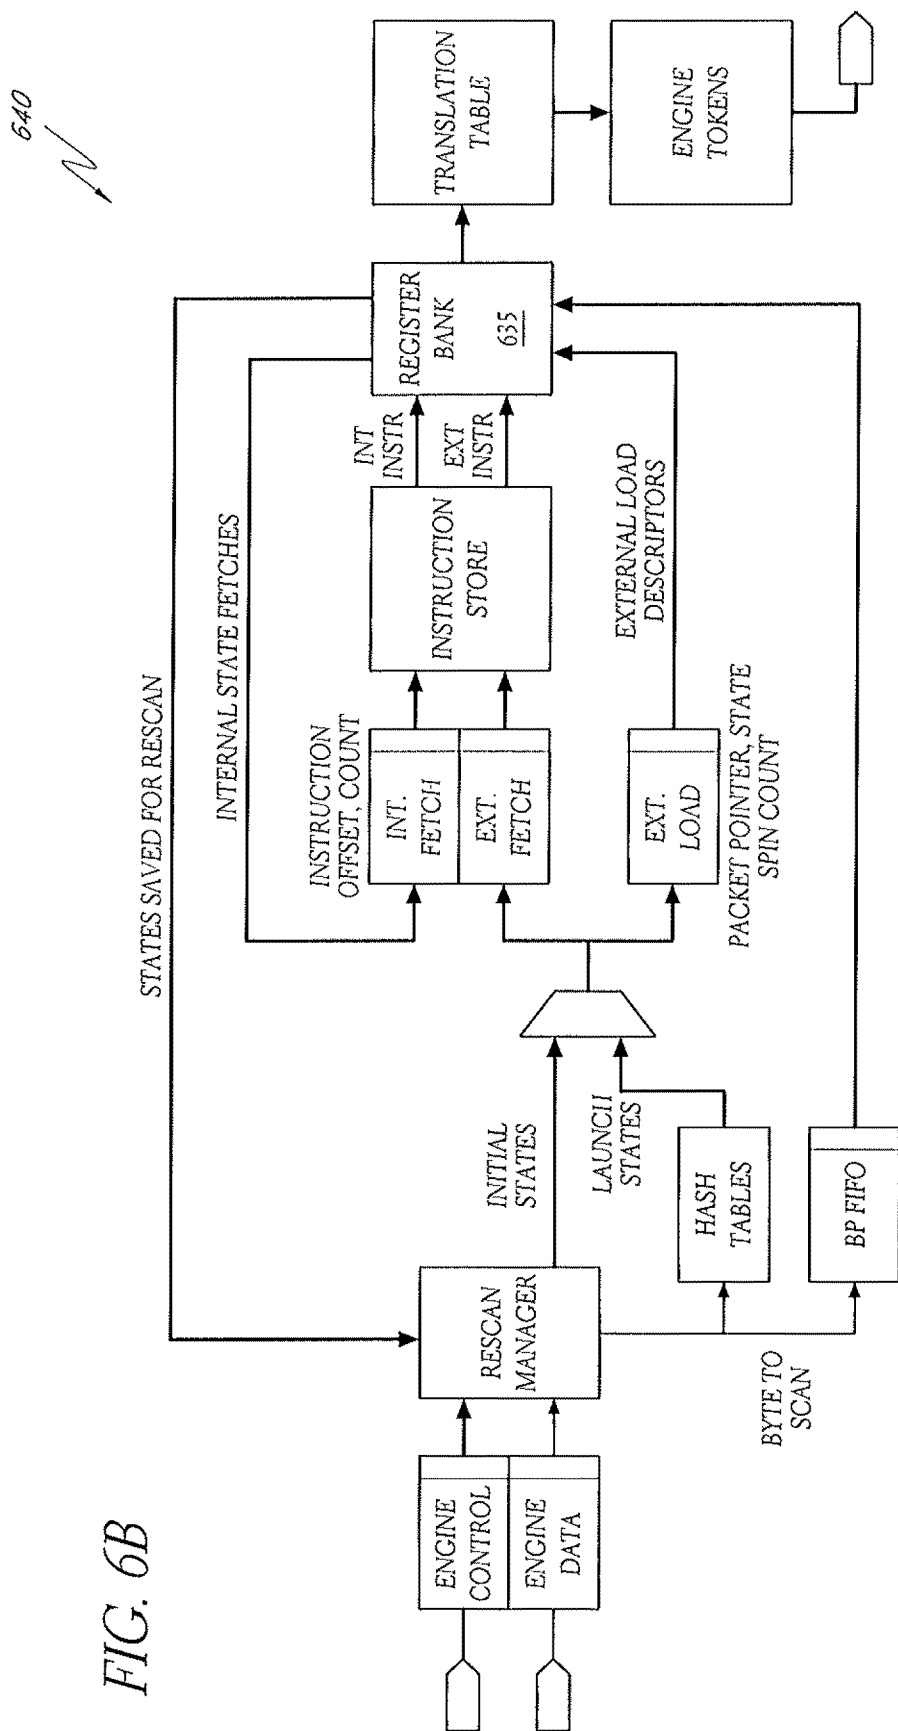 FIG. 6B
640
STATES SAVED FOR RESCAN
INTERNAL STATE FETCHES
ENGINE
CONTROL
ENGINE
DATA
RESCAN
MANAGER
BYTE TO
SCAN
INITIAL
STATES
LAUNCH
STATES
HASH
TABLES
BP FIFO
INSTRUCTION
OFFSET, COUNT
INT.
FETCH
EXT.
FETCH
EXT.
LOAD
PACKET POINTER, STATE
SPIN COUNT
INSTRUCTION
STORE
INT
INSTR
EXT
INSTR
EXTERNAL LOAD
DESCRIPTORS
REGISTER
BANK
635
TRANSLATION
TABLE
ENGINE
TOKENS